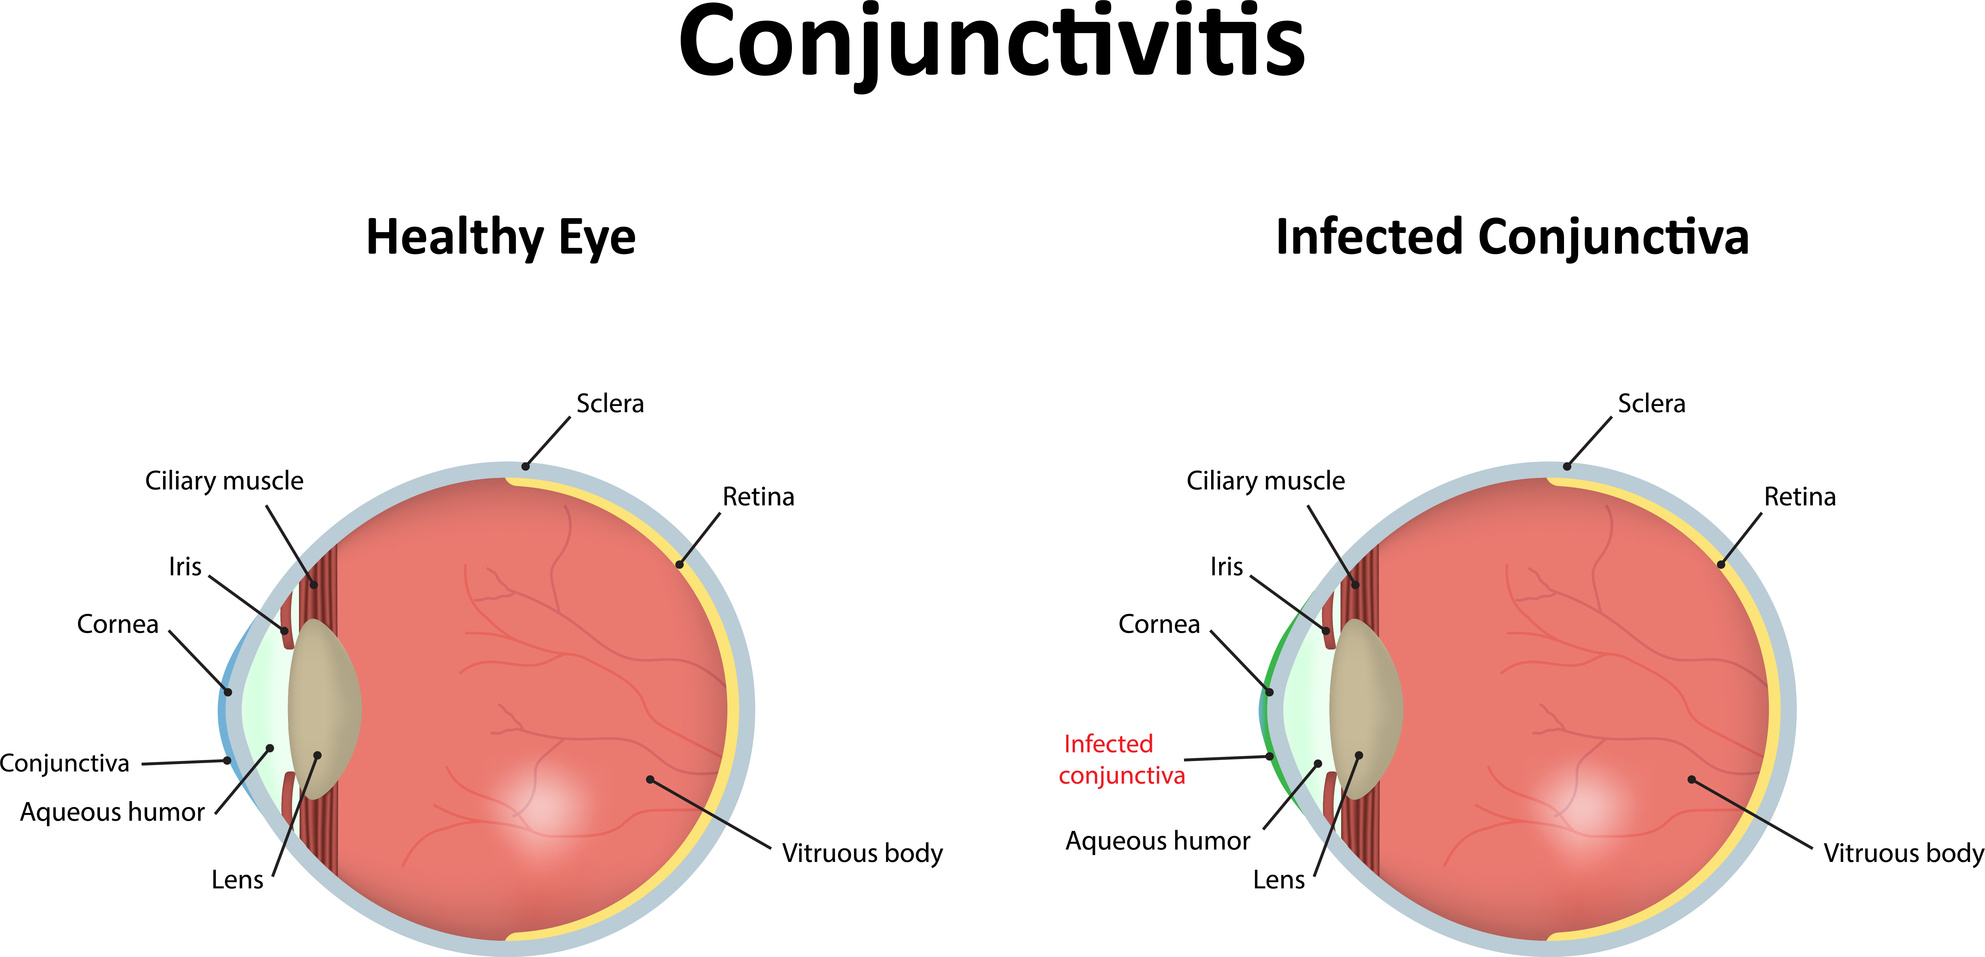 Conjunctivitis
Healthy Eye
Sclera
Ciliary muscle
Retina
Iris
Cornea
Conjunctiva
Aqueous humor
Vitruous body
Lens
Infected Conjunctiva
Sclera
Ciliary muscle
Retina
Iris
Cornea
Infected
conjunctiva
Aqueous humor
Vitruous body
Lens